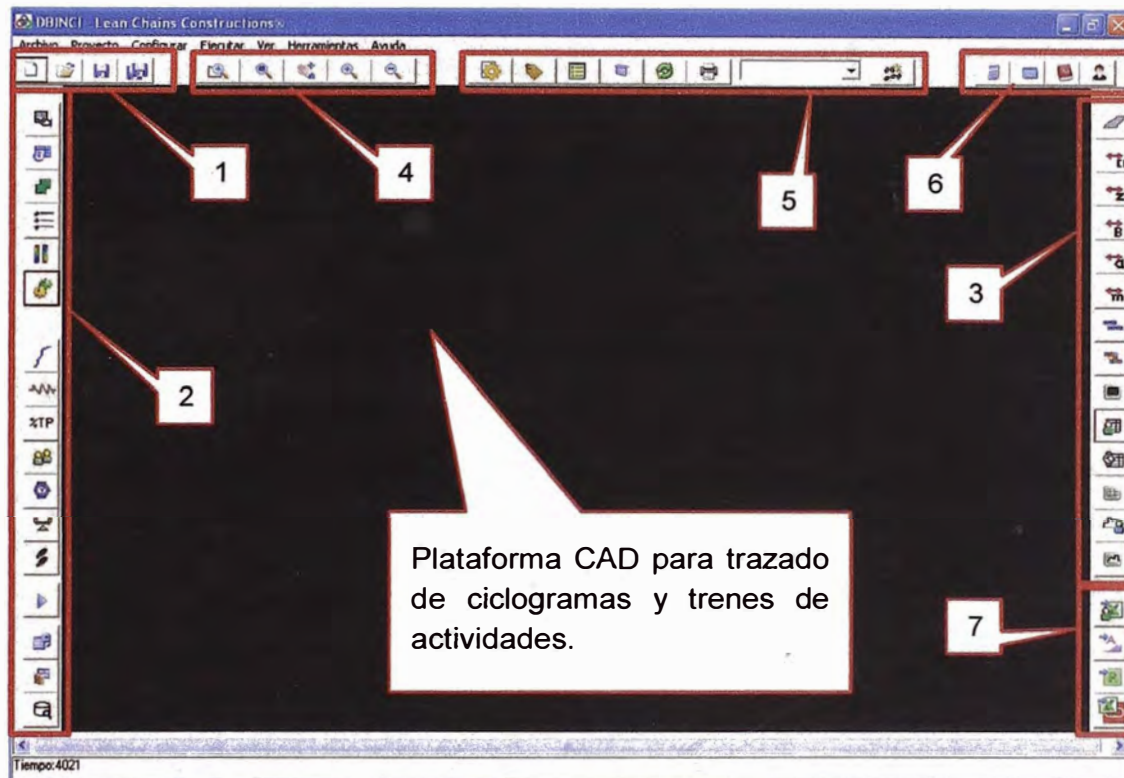 DBINCI - Lean Chains Constructions
Archivo Proyecto Configurar Ejecutar Ver Herramientas Ayuda
1
4
5
6
3
2
%TP
Plataforma CAD para trazado
de ciclogramas y trenes de
actividades.
7
Tiempo:4021